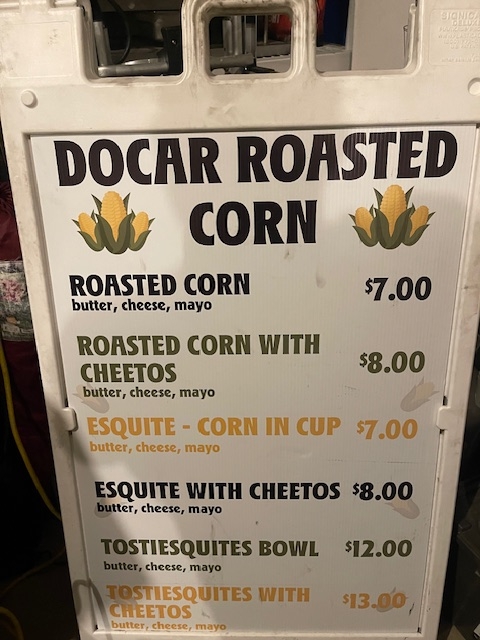 DOCAR ROASTED
CORN
ROASTED CORN $7.00
butter, cheese, mayo
ROASTED CORN WITH
CHEETOS $8.00
butter, cheese, mayo
ESQUITE - CORN IN CUP $7.00
butter, cheese, mayo
ESQUITE WITH CHEETOS $8.00
butter, cheese, mayo
TOSTIESQUITES BOWL $12.00
butter, cheese, mayo
TOSTIESQUITES WITH
CHEETOS $13.00
butter, cheese, mayo